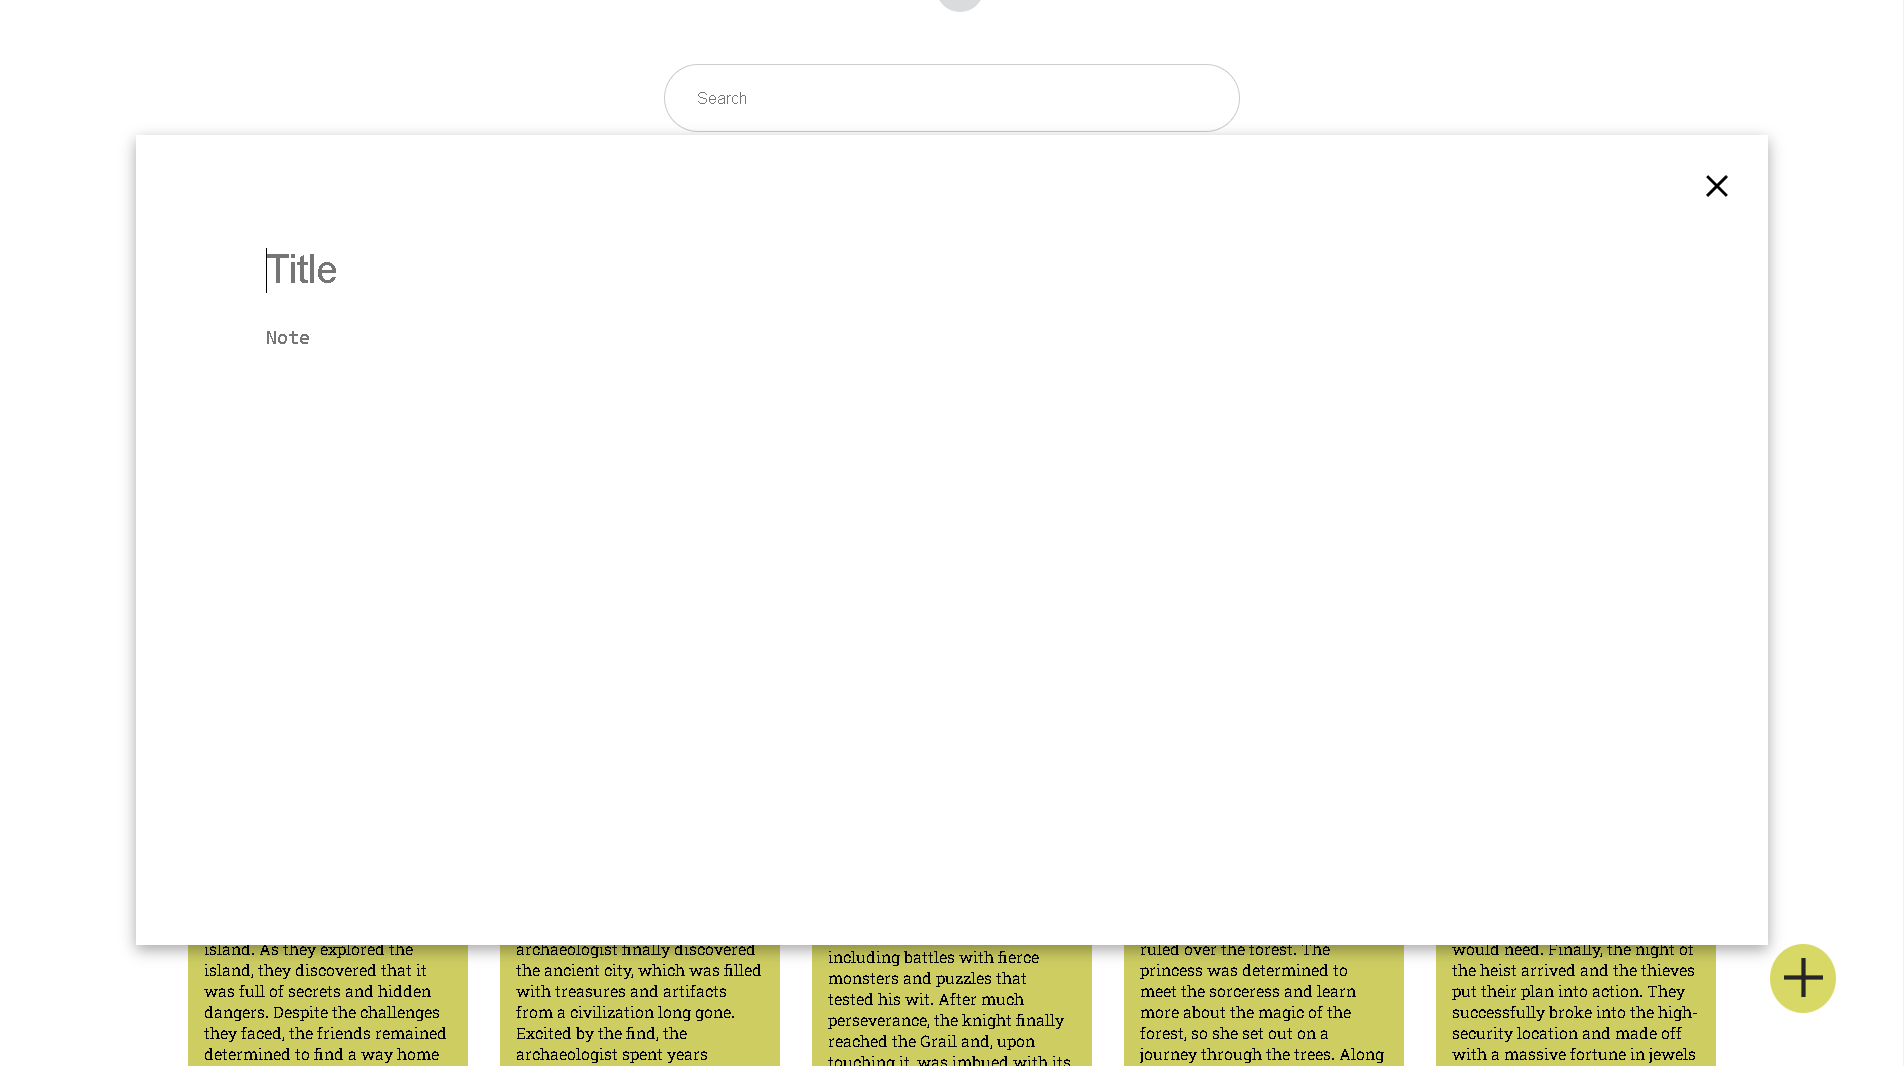 Search
Title
Note
island. As they explored the
island, they discovered that it
was full of secrets and hidden
dangers. Despite the challenges
they faced, the friends remained
determined to find a way home
archaeologist finally discovered
the ancient city, which was filled
with treasures and artifacts
from a civilization long gone.
Excited by the find, the
archaeologist spent years
including battles with fierce
monsters and puzzles that
tested his wit. After much
perseverance, the knight finally
reached the Grail and, upon
touching it, was imbued with its
ruled over the forest. The
princess was determined to
meet the sorceress and learn
more about the magic of the
forest, so she set out on a
journey through the trees. Along
would need. Finally, the night of
the heist arrived and the thieves
put their plan into action. They
successfully broke into the high-
security location and made off
with a massive fortune in jewels